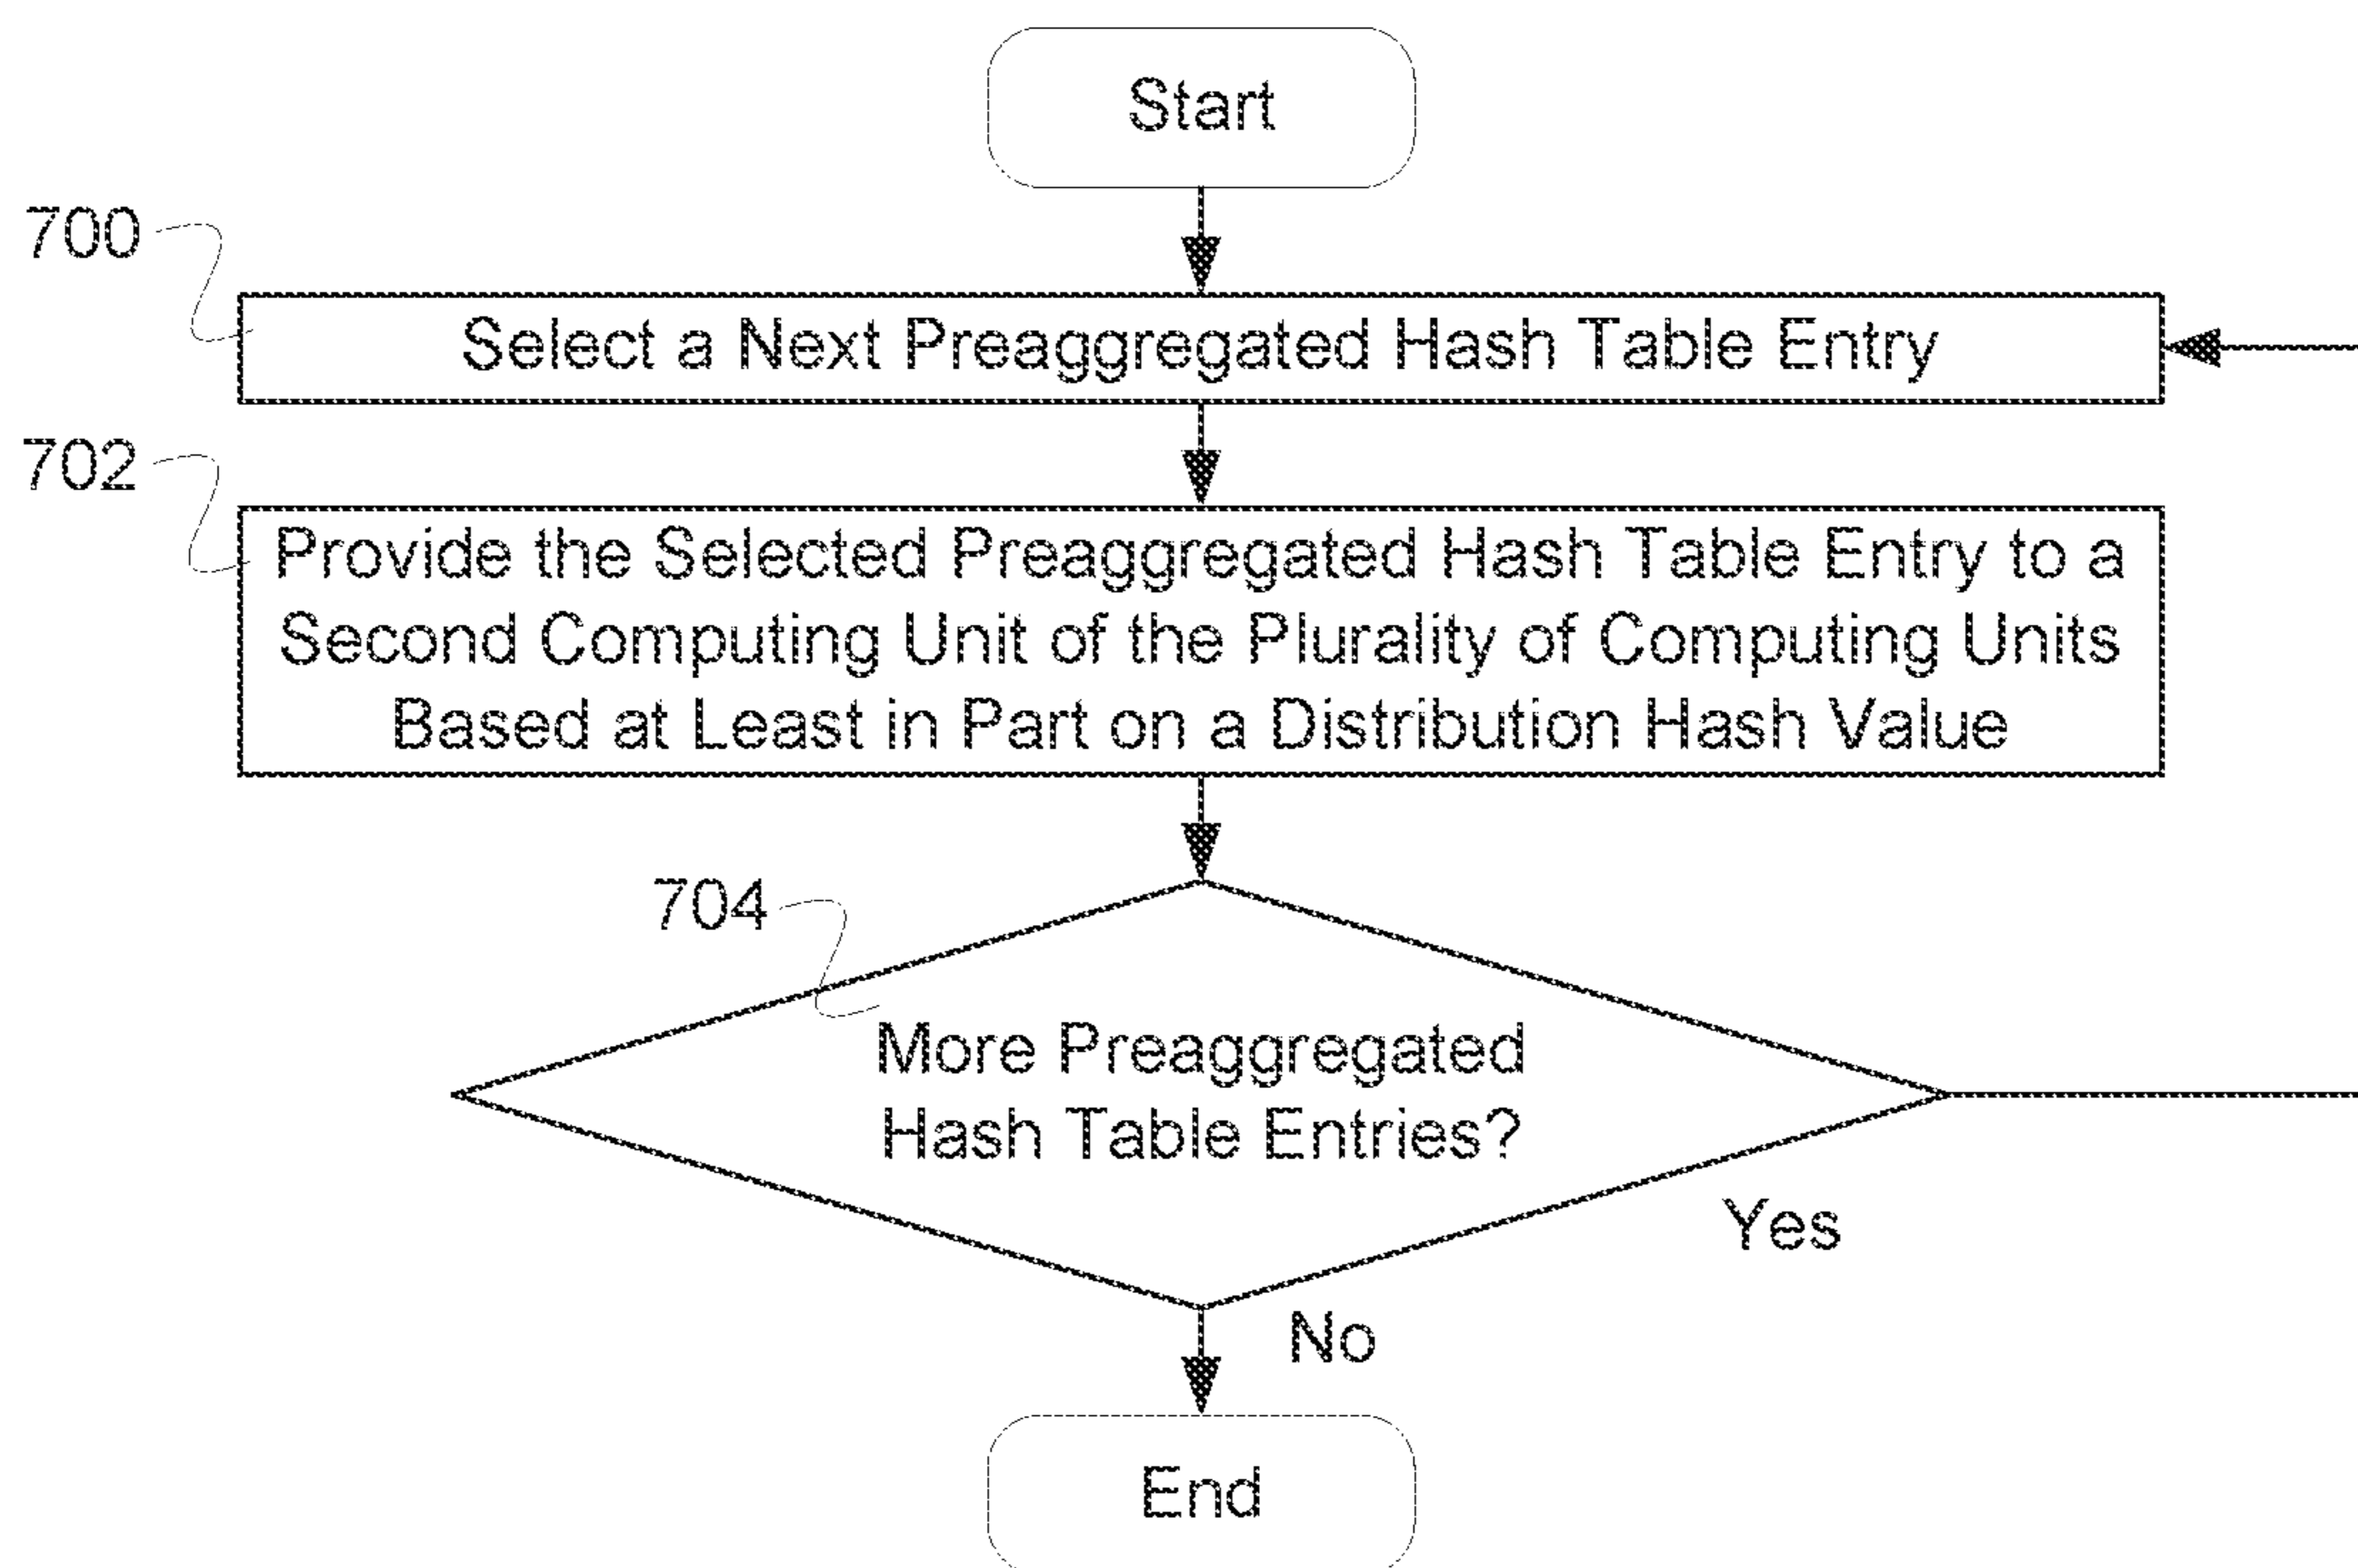 Start
700
Select a Next Preaggregated Hash Table Entry
702
Provide the Selected Preaggregated Hash Table Entry to a
Second Computing Unit of the Plurality of Computing Units
Based at Least in Part on a Distribution Hash Value
704
More Preaggregated
Hash Table Entries?
Yes
No
End